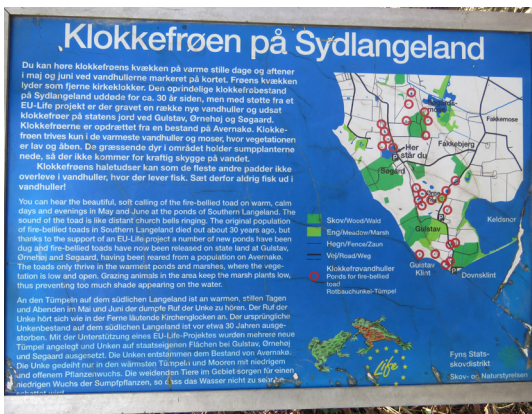 Klokkefrøen på Sydlangeland
Du kan høre klokkefrøens kvækken på varme stille dage og aftener
i maj og juni ved vandhullerne markeret på kortet. Frøens kvækken
lyder som fjerne kirkeklokker. Den oprindelige klokkefrøbestand
på Sydlangeland uddøde for ca. 30 år siden, men med støtte fra et
EU-Life projekt er der gravet en række nye vandhuller og udsat
klokkefrøer på statens jord ved Gulstav, Ørnehøj og Søgaard.
Klokkefrøerne er opdrættet fra en bestand på Avernakø. Klokke-
frøen trives kun i de varmeste vandhuller og moser, hvor vegetationen
er lav og åben. De græssende dyr i området holder sumpplanterne
nede, så der ikke kommer for kraftig skygge på vandet.
Klokkefrøens haletudser kan som de fleste andre padder ikke
overleve i vandhuller, hvor der lever fisk. Sæt derfor aldrig fisk ud i
vandhuller!
You can hear the beautiful, soft calling of the fire-bellied toad on warm, calm
days and evenings in May and June at the ponds of Southern Langeland. The
sound of the toad is like distant church bells ringing. The original population
of fire-bellied toads in Southern Langeland died out about 30 years ago, but
thanks to the support of an EU-Life project a number of new ponds have been
dug and fire-bellied toads have now been released on state land at Gulstav,
Ørnehøj and Søgaard, having been reared from a population on Avernakø.
The toads only thrive in the warmest ponds and marshes, where the vege-
tation is low and open. Grazing animals in the area keep the marsh plants low,
thus preventing too much shade appearing on the water.
An den Tümpeln auf dem südlichen Langeland ist an warmen, stillen Tagen
und Abenden im Mai und Juni der dumpfe Ruf der Unke zu hören. Der Ruf der
Unke hört sich wie in der Ferne läutende Kirchenglocken an. Der ursprüngliche
Unkenbestand auf dem südlichen Langeland ist vor etwa 30 Jahren ausge-
storben. Mit der Unterstützung eines EU-Life-Projektes wurden mehrere neue
Tümpel angelegt und Unken auf staatseigenen Flächen bei Gulstav, Ørnehøj
und Søgaard ausgesetzt. Die Unken entstammen dem Bestand von Avernakø.
Die Unke gedeiht nur in den wärmsten Tümpeln und Mooren mit niedrigem
und offenem Pflanzenwuchs. Die weidenden Tiere im Gebiet sorgen für einen
niedrigen Wuchs der Sumpfpflanzen, so dass das Wasser nicht zu sehr
Fakkemose
Her
står du
Fakkebjerg
Søgaard
Keldsnor
Gulstav
Gulstav
Klint
Dovnsklint
P
Skov/Wood/Wald
Eng/Meadow/Marsh
Hegn/Fence/Zaun
Vej/Road/Weg
Klokkefrøvandhuller
Ponds for fire-bellied
toad
Rotbauchunkel-Tümpel
Life
Fyns Stats-
skovdistrikt
Skov- og Naturstyrelsen